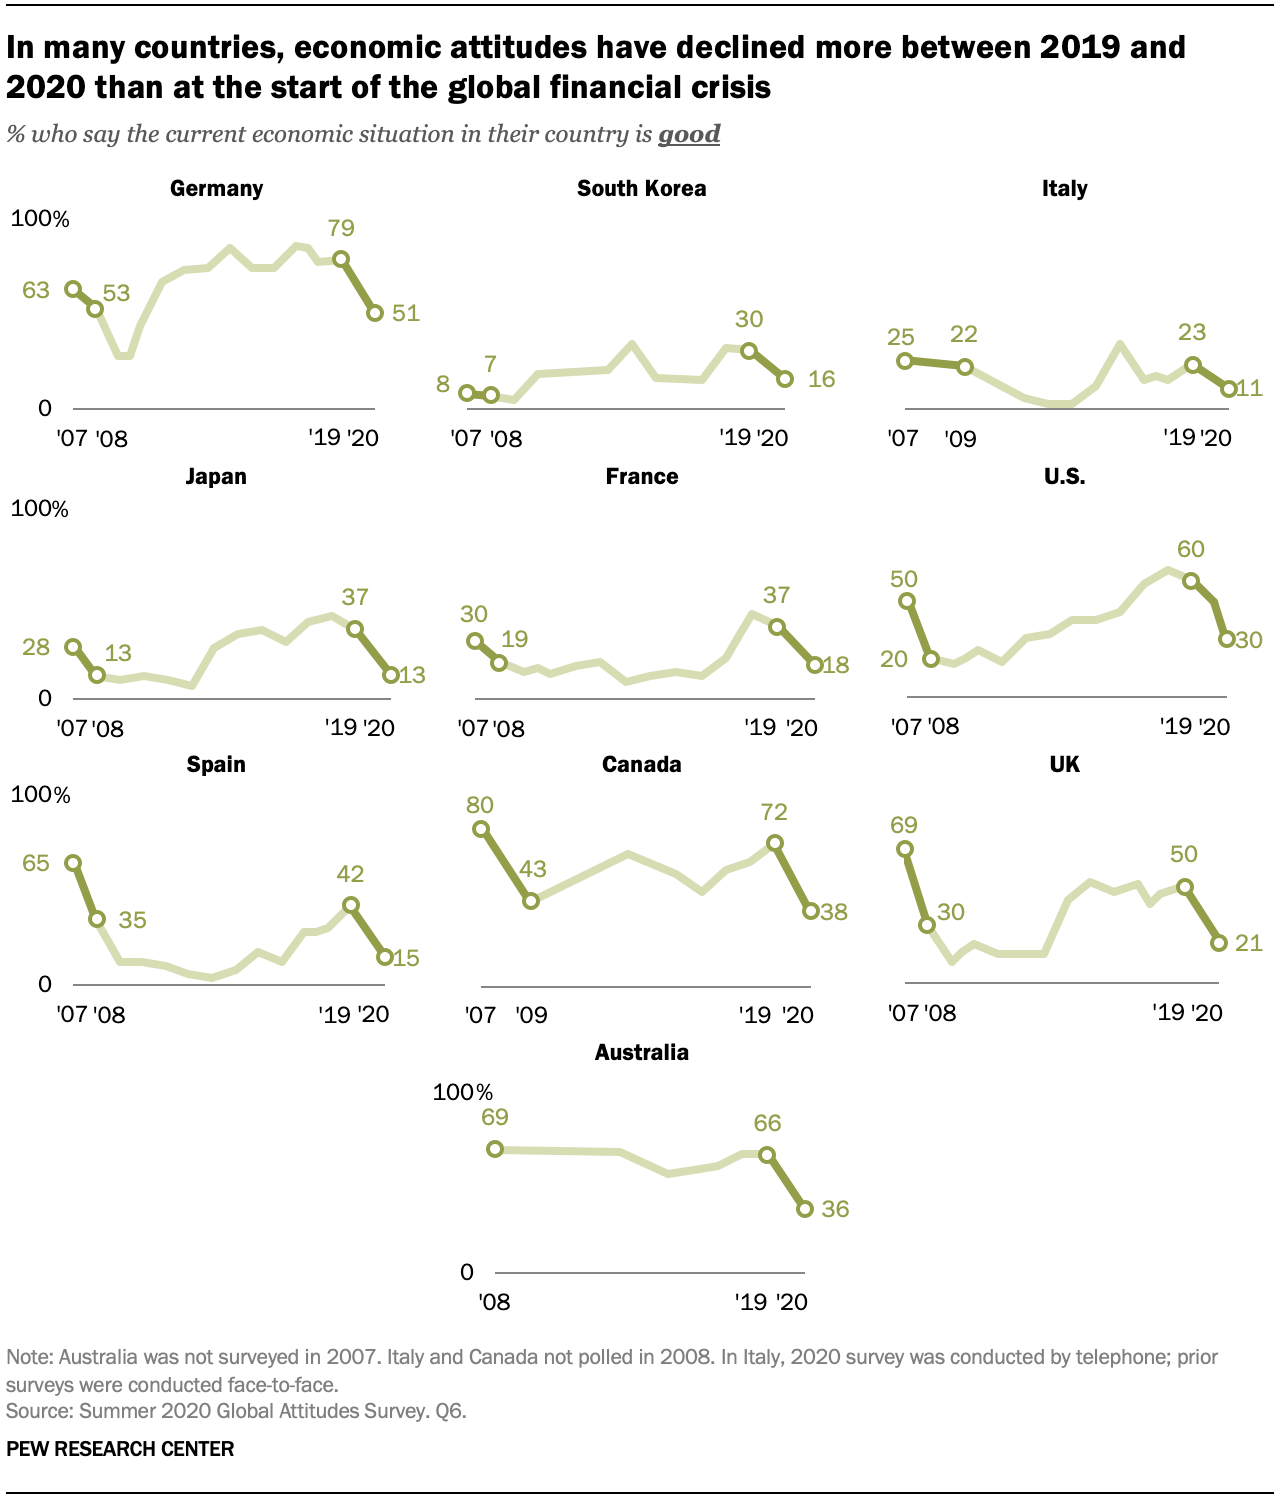 In many countries, economic attitudes have declined more between 2019 and
2020 than at the start of the global financial crisis
% who say the current economic situation in their country is good
Germany
100%
79
63
53
51
0
'07 '08 '19 '20
South Korea
30
8
7
16
'07 '08 '19 '20
Italy
25
22
23
11
'07 '09 '19 '20
Japan
100%
37
28
13
13
0
'07 '08 '19 '20
France
37
30
19
18
'07 '08 '19 '20
U.S.
60
50
20
30
'07 '08 '19 '20
Spain
100%
65
42
35
15
0
'07 '08 '19 '20
Canada
80
72
43
38
'07 '09 '19 '20
UK
69
50
30
21
'07 '08 '19 '20
Australia
100%
69
66
36
0
'08 '19 '20
Note: Australia was not surveyed in 2007. Italy and Canada not polled in 2008. In Italy, 2020 survey was conducted by telephone; prior
surveys were conducted face-to-face.
Source: Summer 2020 Global Attitudes Survey. Q6.
PEW RESEARCH CENTER